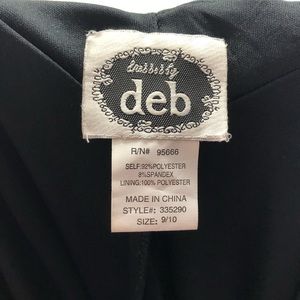 deb
R/N# 95666
SELF:92%POLYESTER
8%SPANDEX
LINING:100% POLYESTER
MADE IN CHINA
STYLE#: 335290
SIZE: 9/10